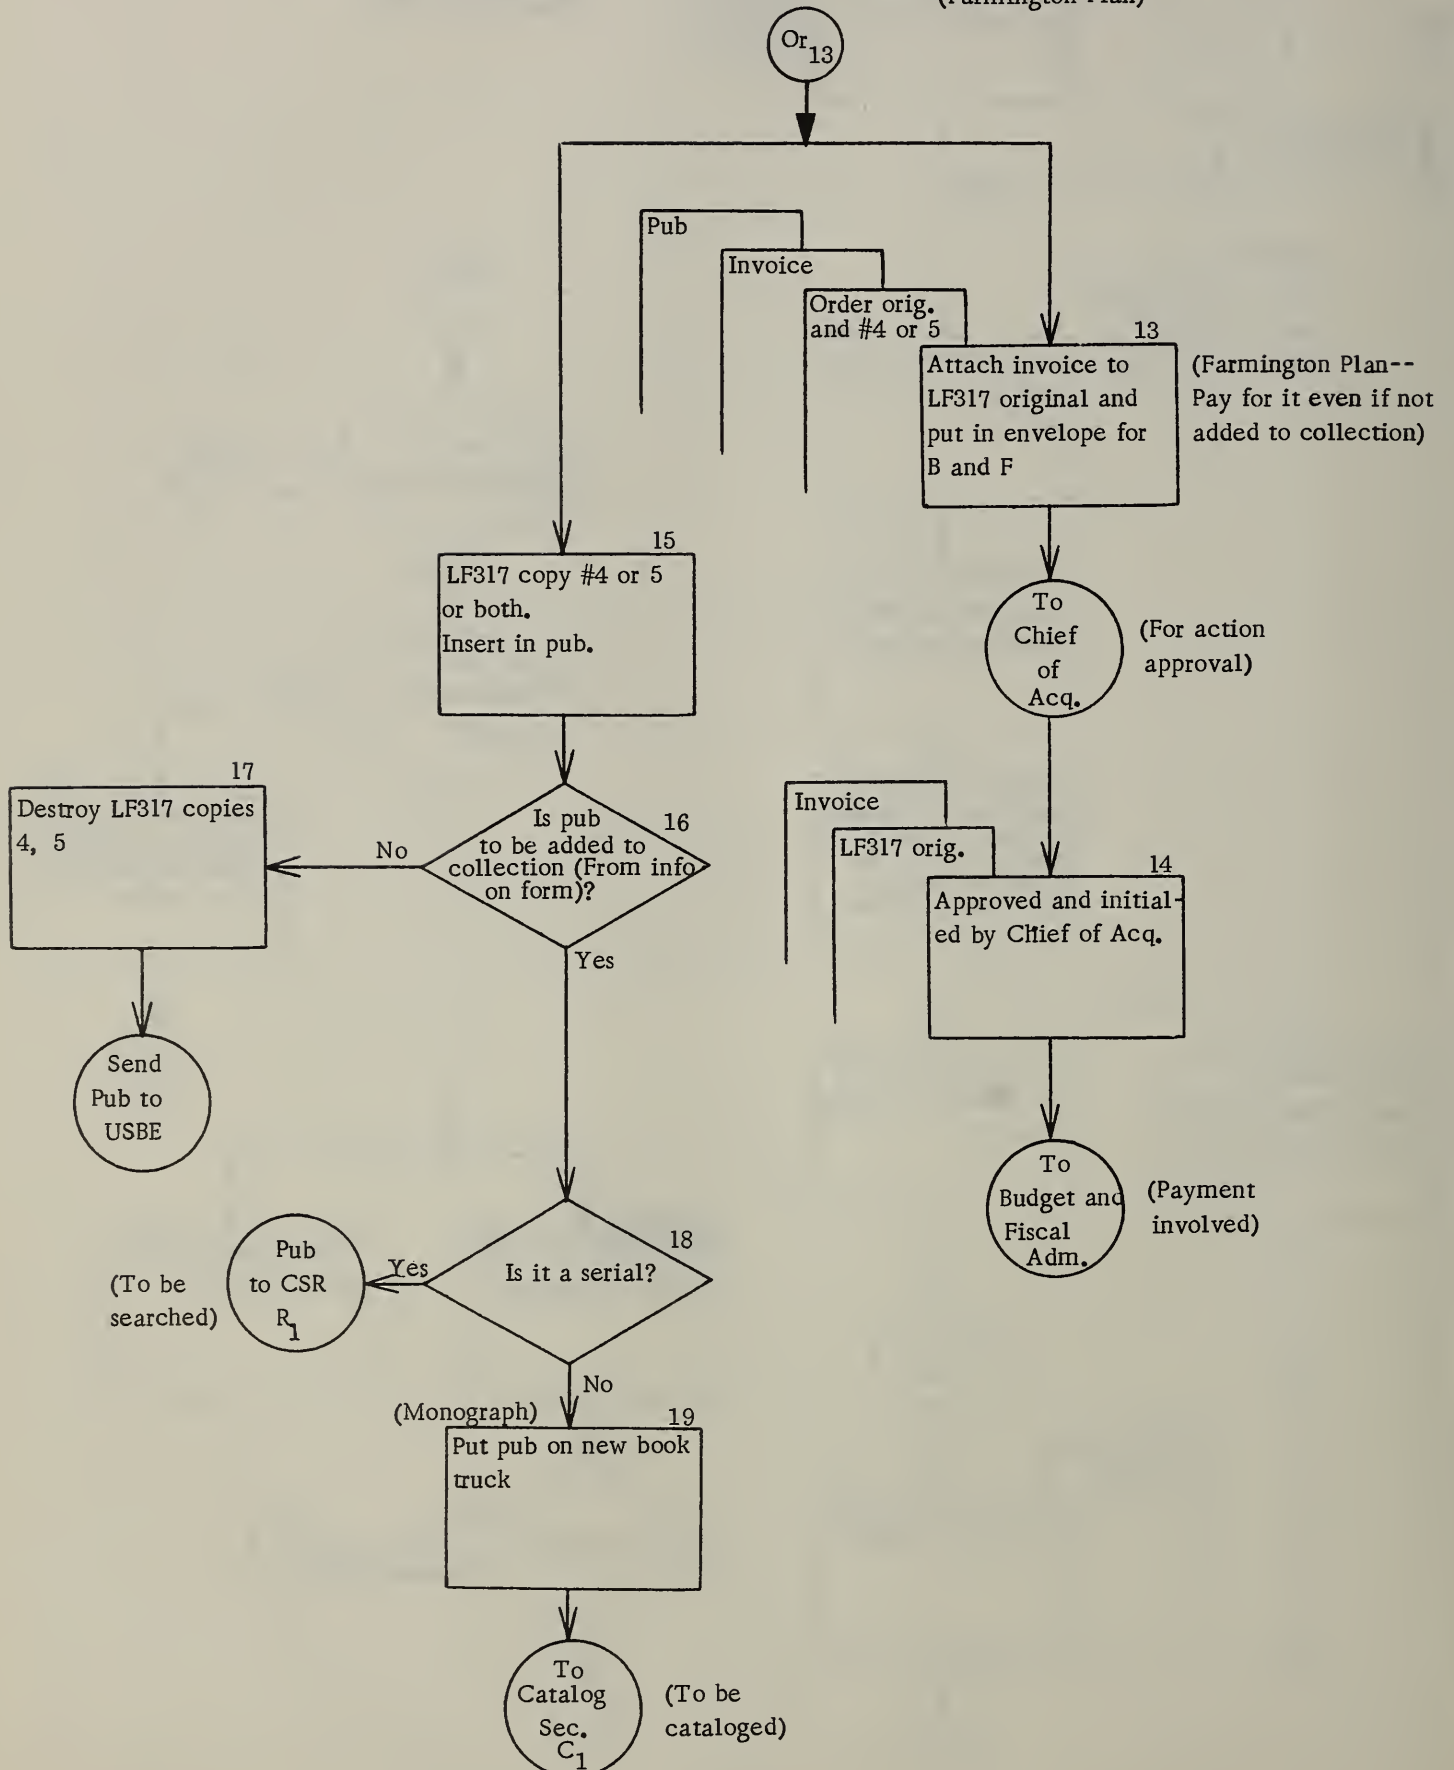 (Farmington Plan)
Or13
Pub
Invoice
Order orig.
and #4 or 5
13
Attach invoice to
LF317 original and
put in envelope for
B and F
(Farmington Plan--
Pay for it even if not
added to collection)
To
Chief
of
Acq.
(For action
approval)
Invoice
LF317 orig.
14
Approved and initial-
ed by Chief of Acq.
To
Budget and
Fiscal
Adm.
(Payment
involved)
15
LF317 copy #4 or 5
or both.
Insert in pub.
16
Is pub
to be added to
collection (From info
on form)?
No
Yes
17
Destroy LF317 copies
4, 5
Send
Pub to
USBE
18
Is it a serial?
Yes
Pub
to CSR
R1
(To be
searched)
No
(Monograph)
19
Put pub on new book
truck
To
Catalog
Sec.
C1
(To be
cataloged)